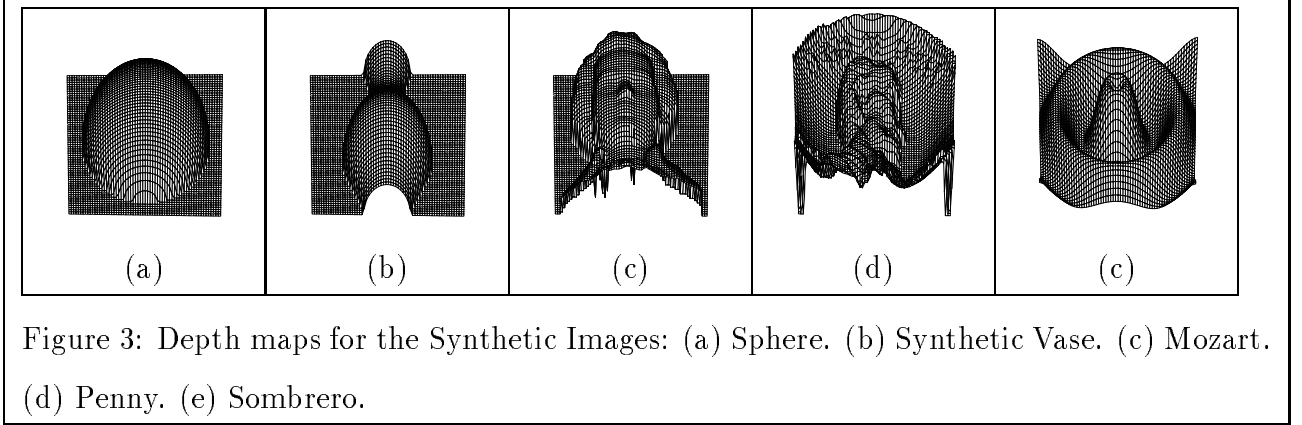 (a) (b) (c) (d) (c)
Figure 3: Depth maps for the Synthetic Images: (a) Sphere. (b) Synthetic Vase. (c) Mozart.
(d) Penny. (e) Sombrero.